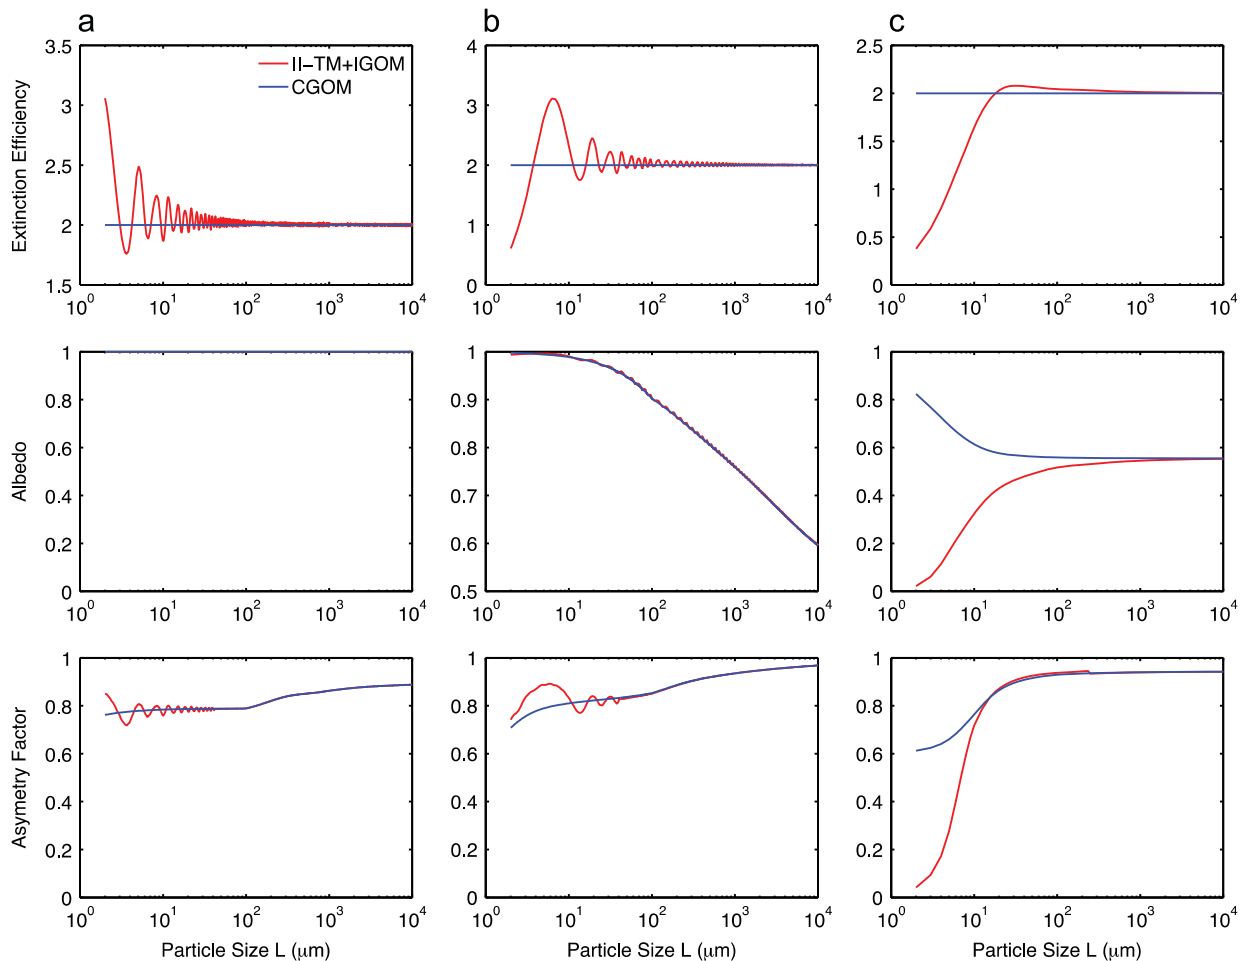 a
b
c
Extinction Efficiency
3.5
3
2.5
2
1.5
10^0 10^1 10^2 10^3 10^4
II−TM+IGOM
CGOM
4
3
2
1
0
10^0 10^1 10^2 10^3 10^4
2.5
2
1.5
1
0.5
0
10^0 10^1 10^2 10^3 10^4
Albedo
1
0.8
0.6
0.4
0.2
0
10^0 10^1 10^2 10^3 10^4
1
0.9
0.8
0.7
0.6
0.5
10^0 10^1 10^2 10^3 10^4
1
0.8
0.6
0.4
0.2
0
10^0 10^1 10^2 10^3 10^4
Asymetry Factor
1
0.8
0.6
0.4
0.2
0
10^0 10^1 10^2 10^3 10^4
Particle Size L (μm)
1
0.8
0.6
0.4
0.2
0
10^0 10^1 10^2 10^3 10^4
Particle Size L (μm)
1
0.8
0.6
0.4
0.2
0
10^0 10^1 10^2 10^3 10^4
Particle Size L (μm)